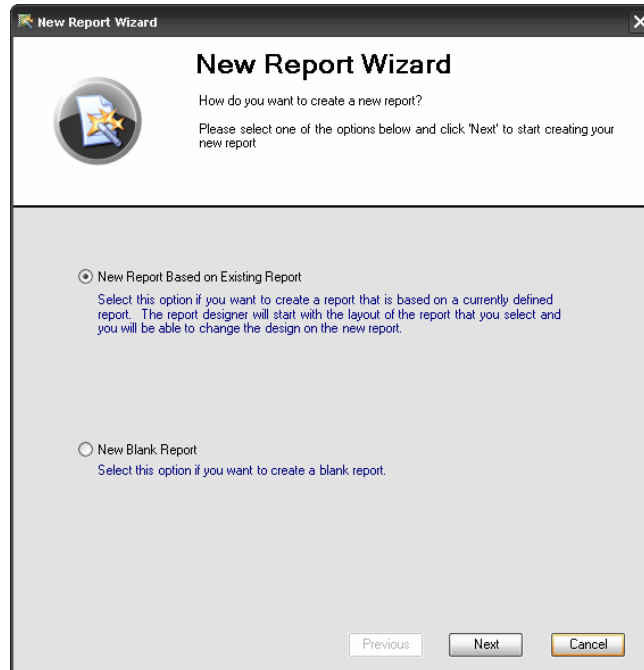 New Report Wizard
New Report Wizard
How do you want to create a new report?
Please select one of the options below and click 'Next' to start creating your
new report
New Report Based on Existing Report
Select this option if you want to create a report that is based on a currently defined
report.  The report designer will start with the layout of the report that you select and
you will be able to change the design on the new report.
New Blank Report
Select this option if you want to create a blank report.
Previous
Next
Cancel